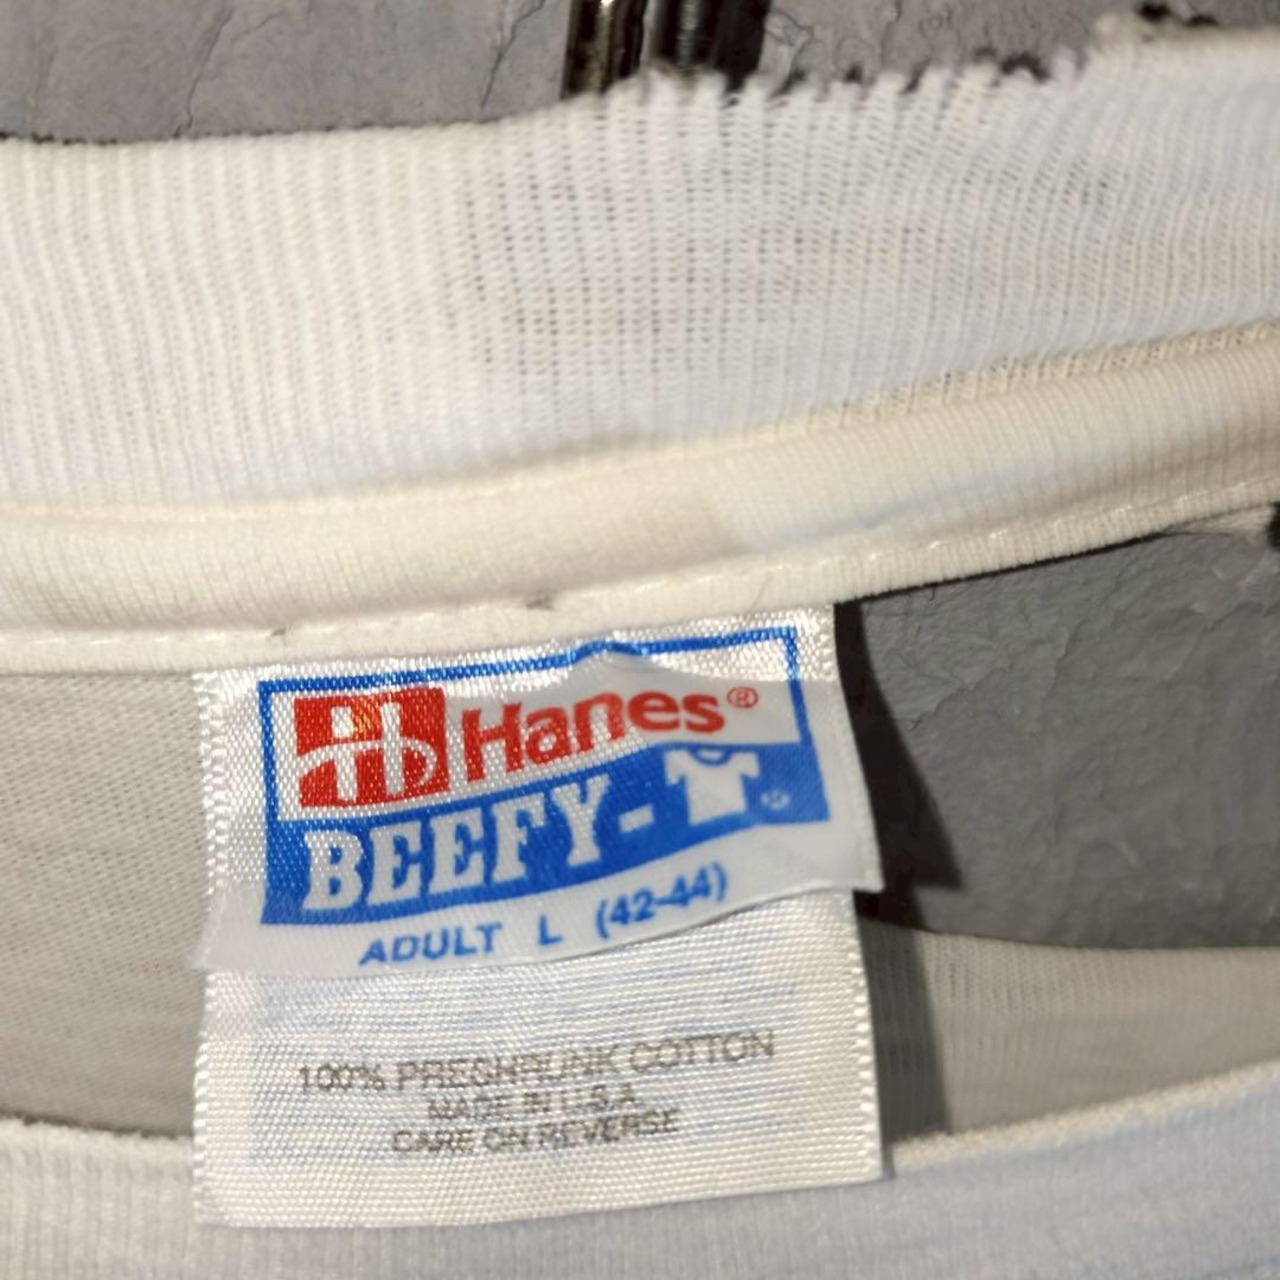 Hanes®
BEEFY-
ADULT L (42-44)
100% PRESHRUNK COTTON
MADE IN U.S.A.
CARE ON REVERSE